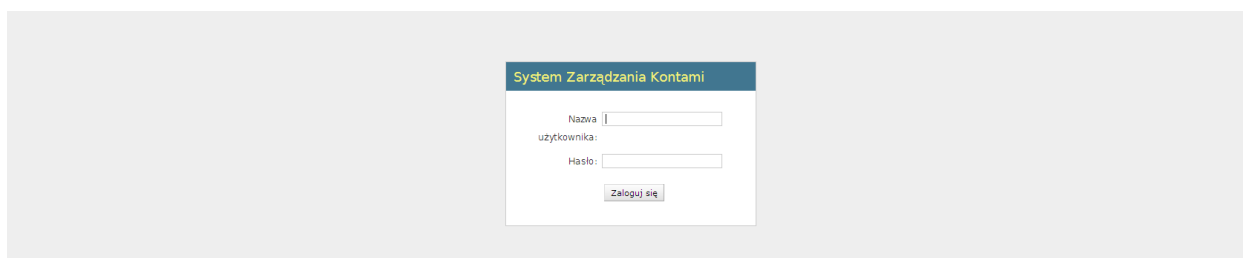 System Zarządzania Kontami
Nazwa
użytkownika:
Hasło:
Zaloguj się